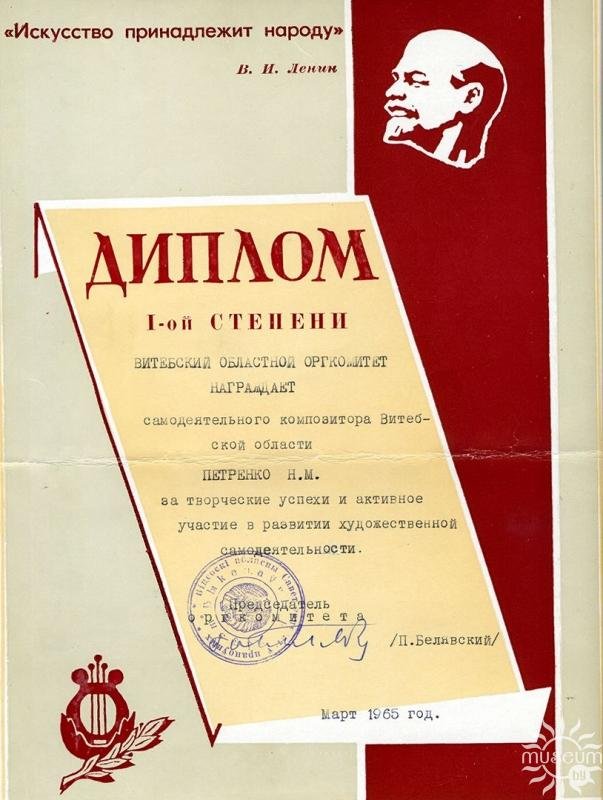 «Искусство принадлежит народу»
В. И. Ленин
ДИПЛОМ
I-ой СТЕПЕНИ
ВИТЕБСКИЙ ОБЛАСТНОЙ ОРГКОМИТЕТ
НАГРАЖДАЕТ
самодеятельного композитора Витеб-
ской области
ПЕТРЕНКО Н.М.
за творческие успехи и активное
участие в развитии художественной
самодеятельности.
Председатель
оргкомитета
/П.Белявский/
Март 1965 год.
museum
by